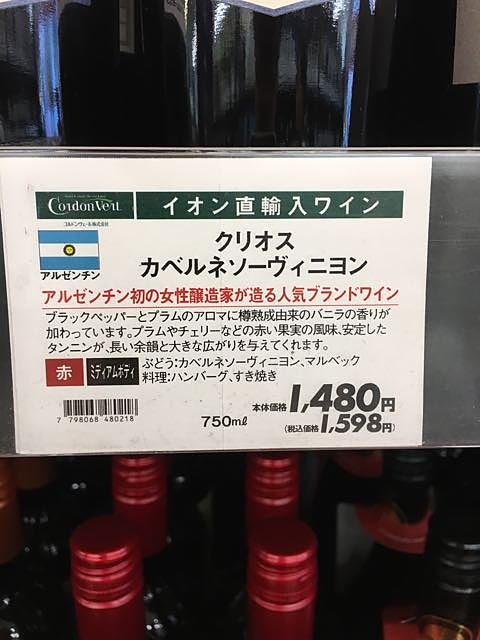 CordonVert
コルドンヴェール株式会社
イオン直輸入ワイン
アルゼンチン
クリオス
カベルネソーヴィニヨン
アルゼンチン初の女性醸造家が造る人気ブランドワイン
ブラックペッパーとプラムのアロマに樽熟成由来のバニラの香りが
加わっています。プラムやチェリーなどの赤い果実の風味、安定した
タンニンが、長い余韻と大きな広がりを与えてくれます。
赤 ミディアムボディ
ぶどう:カベルネソーヴィニヨン、マルベック
料理:ハンバーグ、すき焼き
7 798068 480218
750mℓ
本体価格1,480円
(税込価格1,598円)